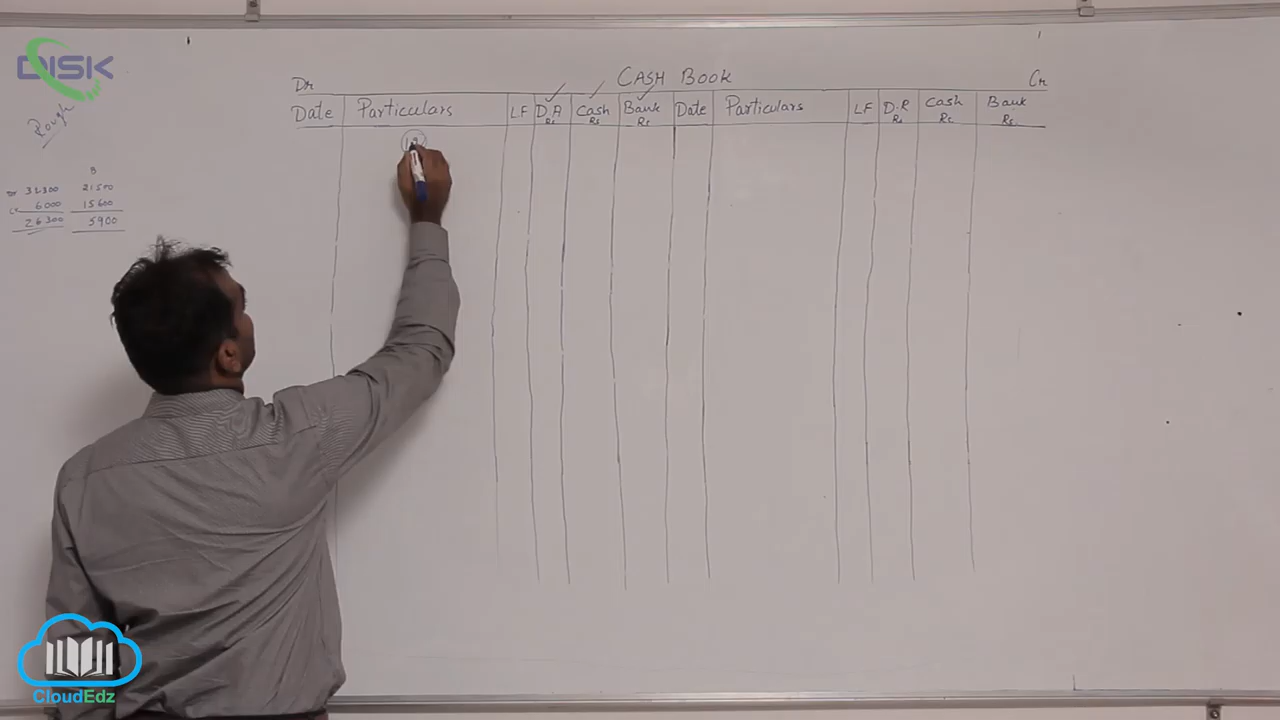 DISK
Rough
Dr
CASH BOOK
Cr
Date Particulars LF D.A Rs Cash Rs Bank Rs Date Particulars LF D.R Rs Cash Rs Bank Rs
B
Dr 32300 21500
Cr 6000 15600
26300 5900
CloudEdz